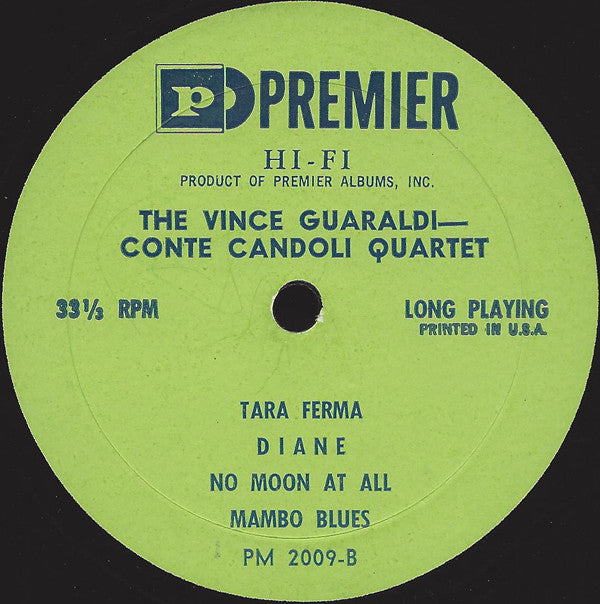 p PREMIER
HI-FI
PRODUCT OF PREMIER ALBUMS, INC.
THE VINCE GUARALDI—
CONTE CANDOLI QUARTET
33⅓ RPM
LONG PLAYING
PRINTED IN U.S.A.
TARA FERMA
DIANE
NO MOON AT ALL
MAMBO BLUES
PM 2009-B